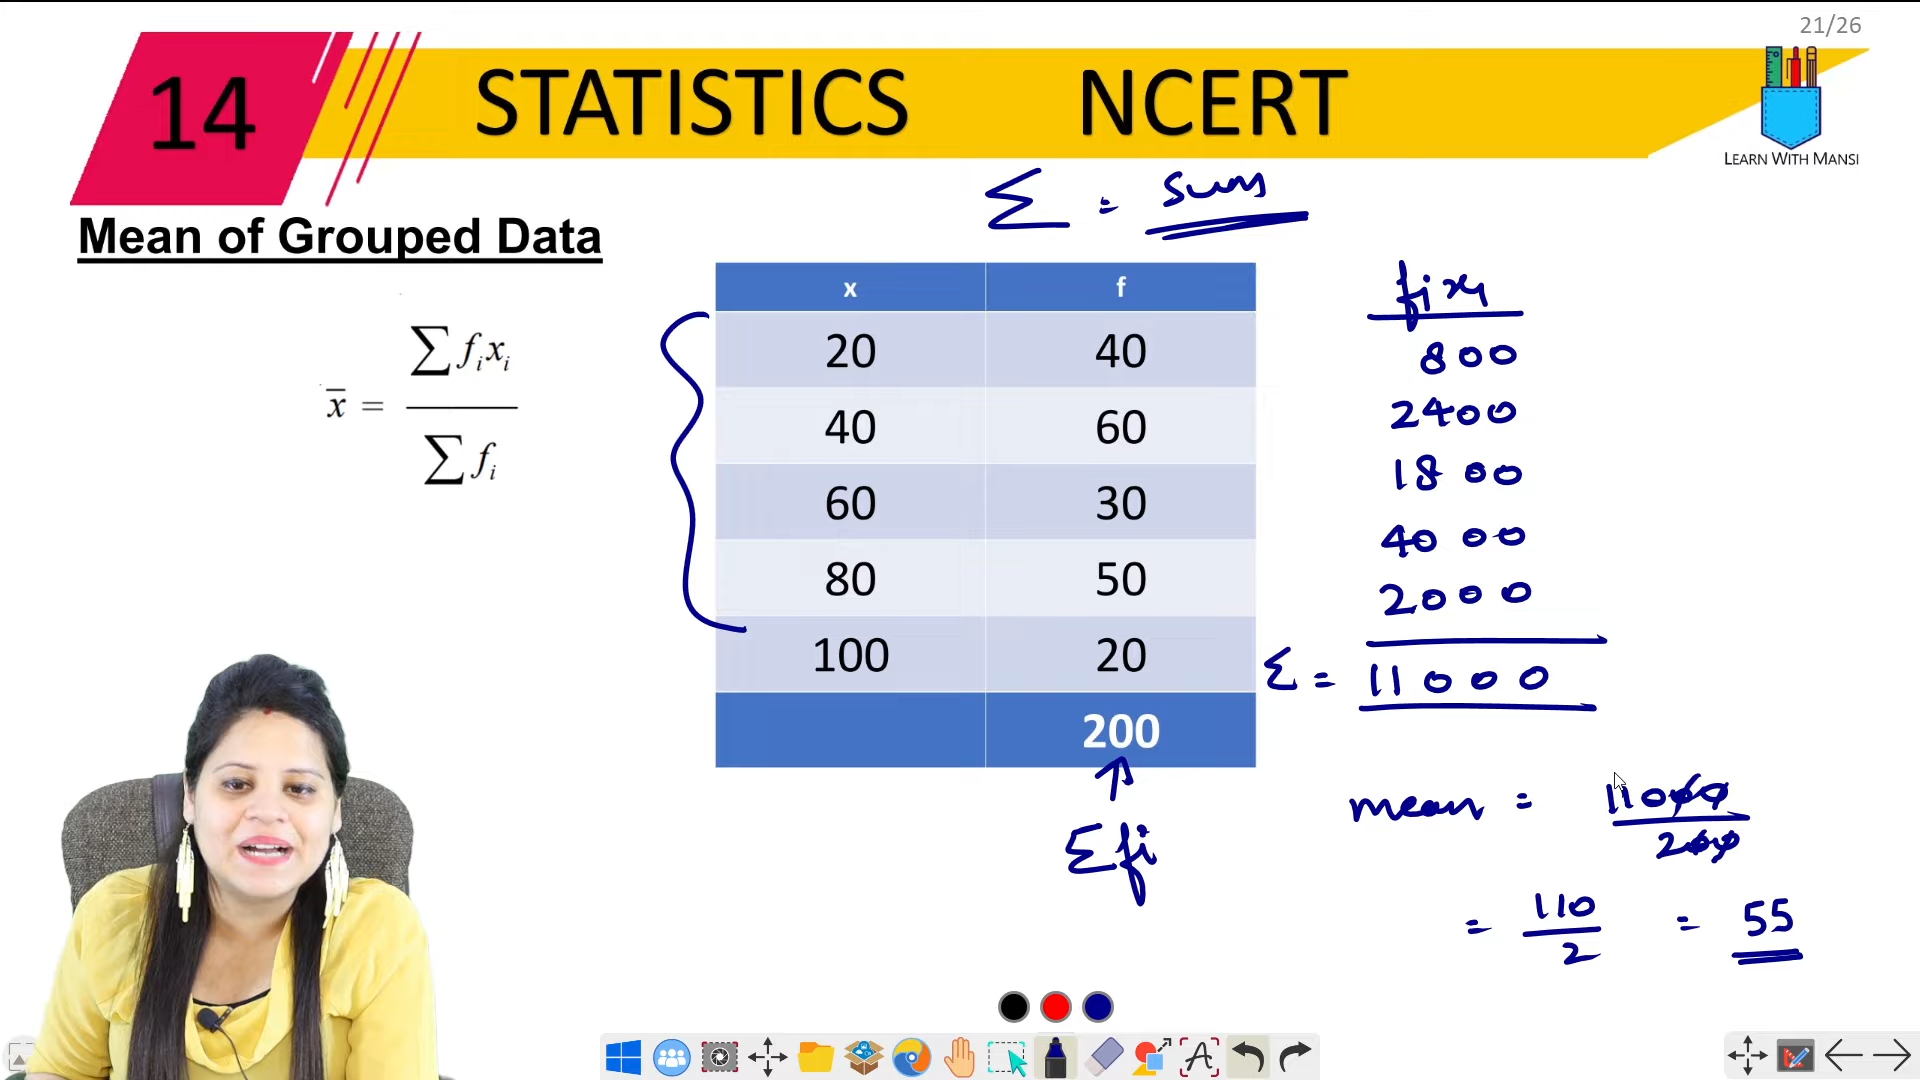 21/26
14 STATISTICS NCERT
LEARN WITH MANSI
Σ = sum
Mean of Grouped Data
x̄ = ∑ fᵢxᵢ / ∑ fᵢ
x f fixi
20 40 800
40 60 2400
60 30 1800
80 50 4000
100 20 2000
Σ = 11000
200
Σfi
mean = 11000/200
= 110/2 = 55